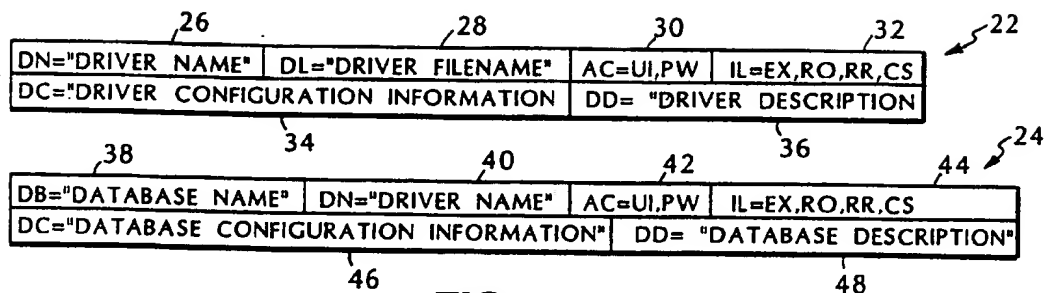 26 28 30 32 22
DN="DRIVER NAME" DL="DRIVER FILENAME" AC=UI,PW IL=EX,RO,RR,CS
DC="DRIVER CONFIGURATION INFORMATION DD= "DRIVER DESCRIPTION
34 36
38 40 42 44 24
DB="DATABASE NAME" DN="DRIVER NAME" AC=UI,PW IL=EX,RO,RR,CS
DC="DATABASE CONFIGURATION INFORMATION" DD= "DATABASE DESCRIPTION"
46 48